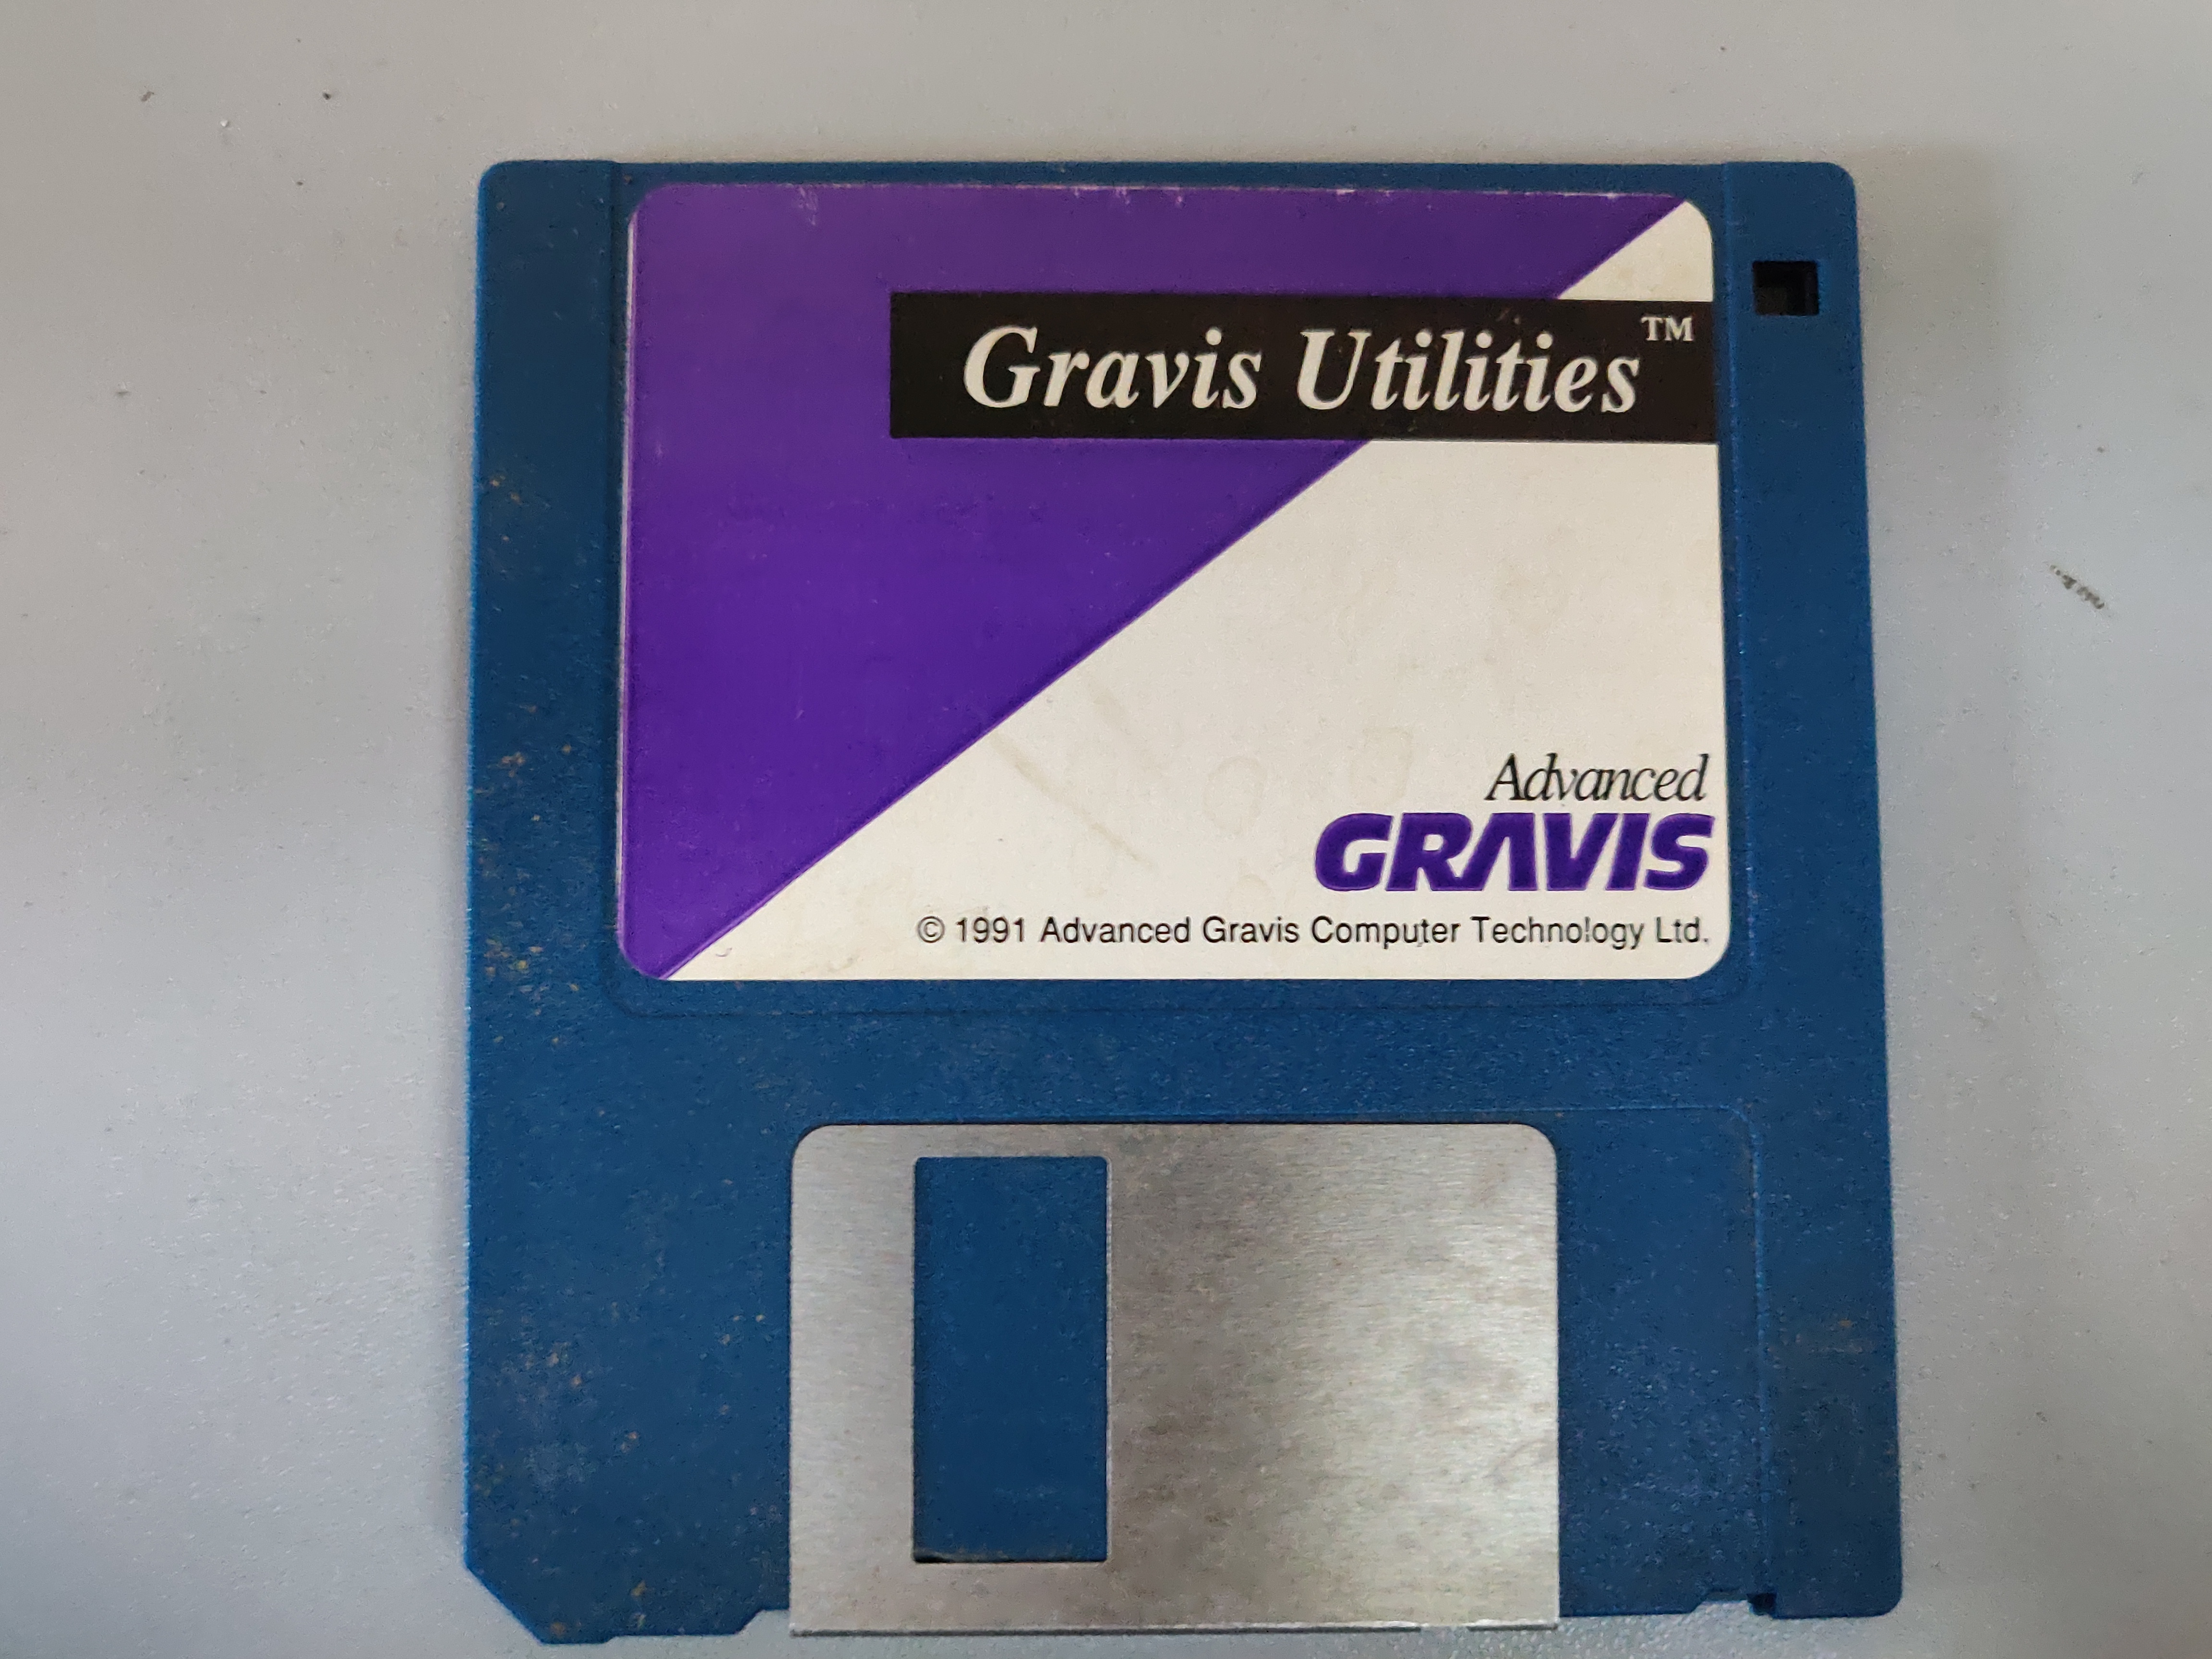 Gravis Utilities™
Advanced
GRAVIS
© 1991 Advanced Gravis Computer Technology Ltd.